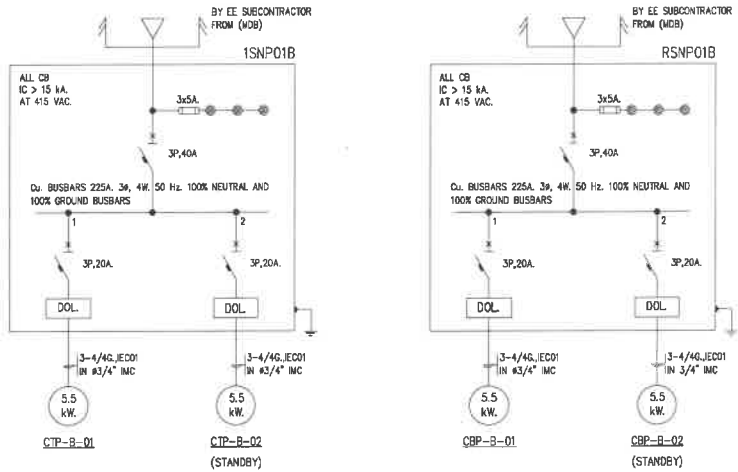 BY EE SUBCONTRACTOR
FROM (MDB)
1SNP01B
ALL CB
IC > 15 kA.
AT 415 VAC.
3x5A.
3P,40A
Cu. BUSBARS 225A. 3ø, 4W. 50 Hz. 100% NEUTRAL AND
100% GROUND BUSBARS
1
2
3P,20A.
3P,20A.
DOL.
DOL.
3-4/4G.,IEC01
IN ø3/4" IMC
3-4/4G.,IEC01
IN ø3/4" IMC
5.5
kW.
5.5
kW.
CTP-B-01
CTP-B-02
(STANDBY)
BY EE SUBCONTRACTOR
FROM (MDB)
RSNP01B
ALL CB
IC > 15 kA.
AT 415 VAC.
3x5A.
3P,40A
Cu. BUSBARS 225A. 3ø, 4W. 50 Hz. 100% NEUTRAL AND
100% GROUND BUSBARS
1
2
3P,20A.
3P,20A.
DOL.
DOL.
3-4/4G.,IEC01
IN ø3/4" IMC
3-4/4G.,IEC01
IN 3/4" IMC
5.5
kW.
5.5
kW.
CBP-B-01
CBP-B-02
(STANDBY)